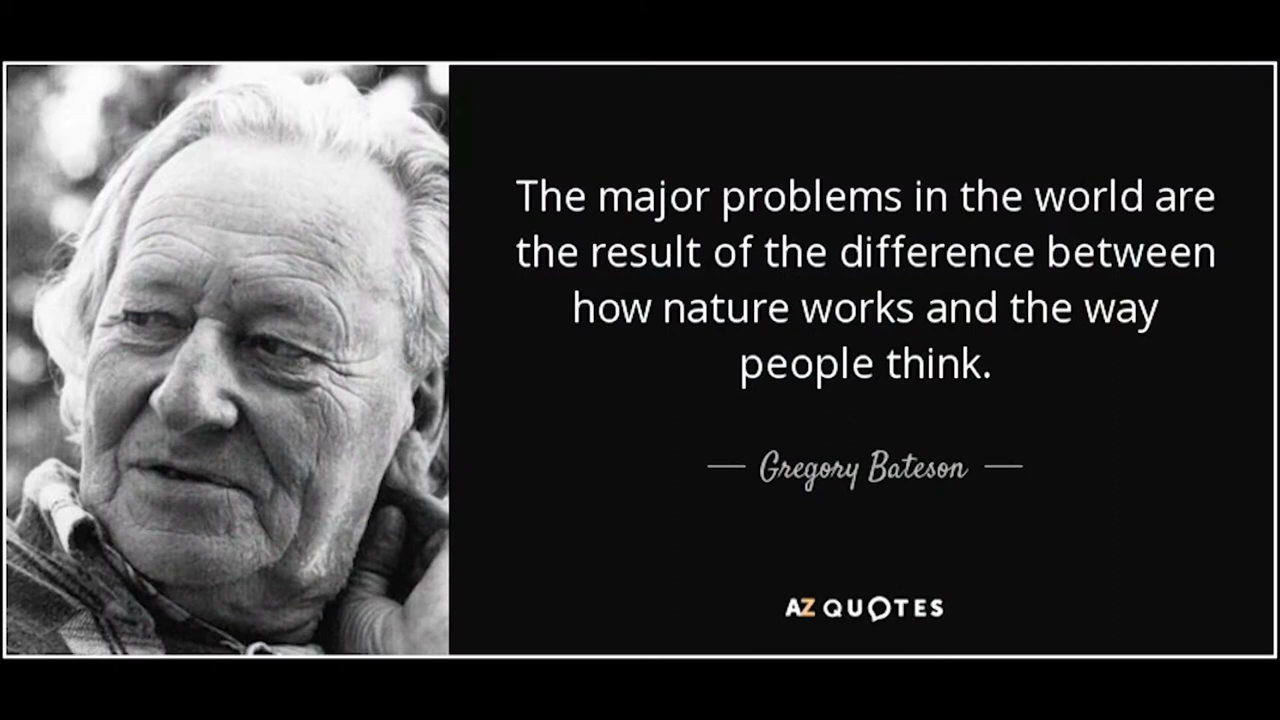 The major problems in the world are
the result of the difference between
how nature works and the way
people think.
Gregory Bateson
AZ QUOTES